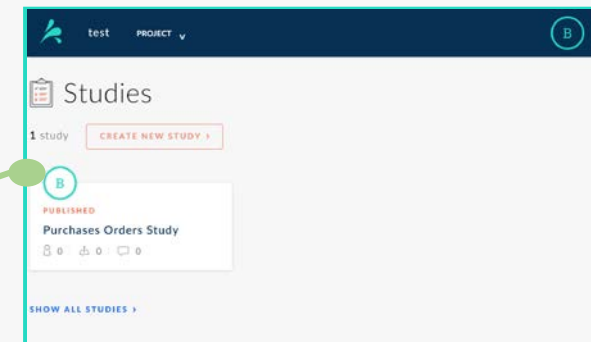 test PROJECT v B
Studies
1 study CREATE NEW STUDY ›
B
PUBLISHED
Purchases Orders Study
0 0 0
SHOW ALL STUDIES ›